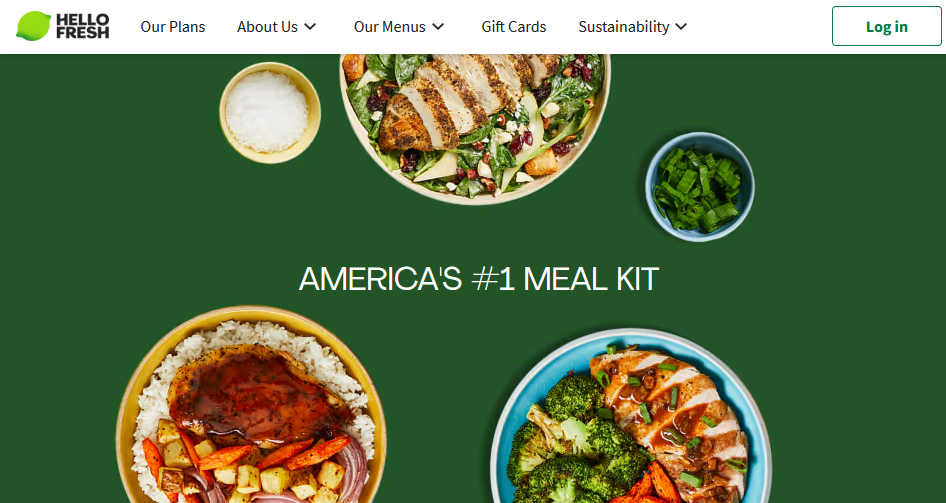 HELLO
FRESH
Our Plans
About Us
Our Menus
Gift Cards
Sustainability
Log in
AMERICA'S #1 MEAL KIT